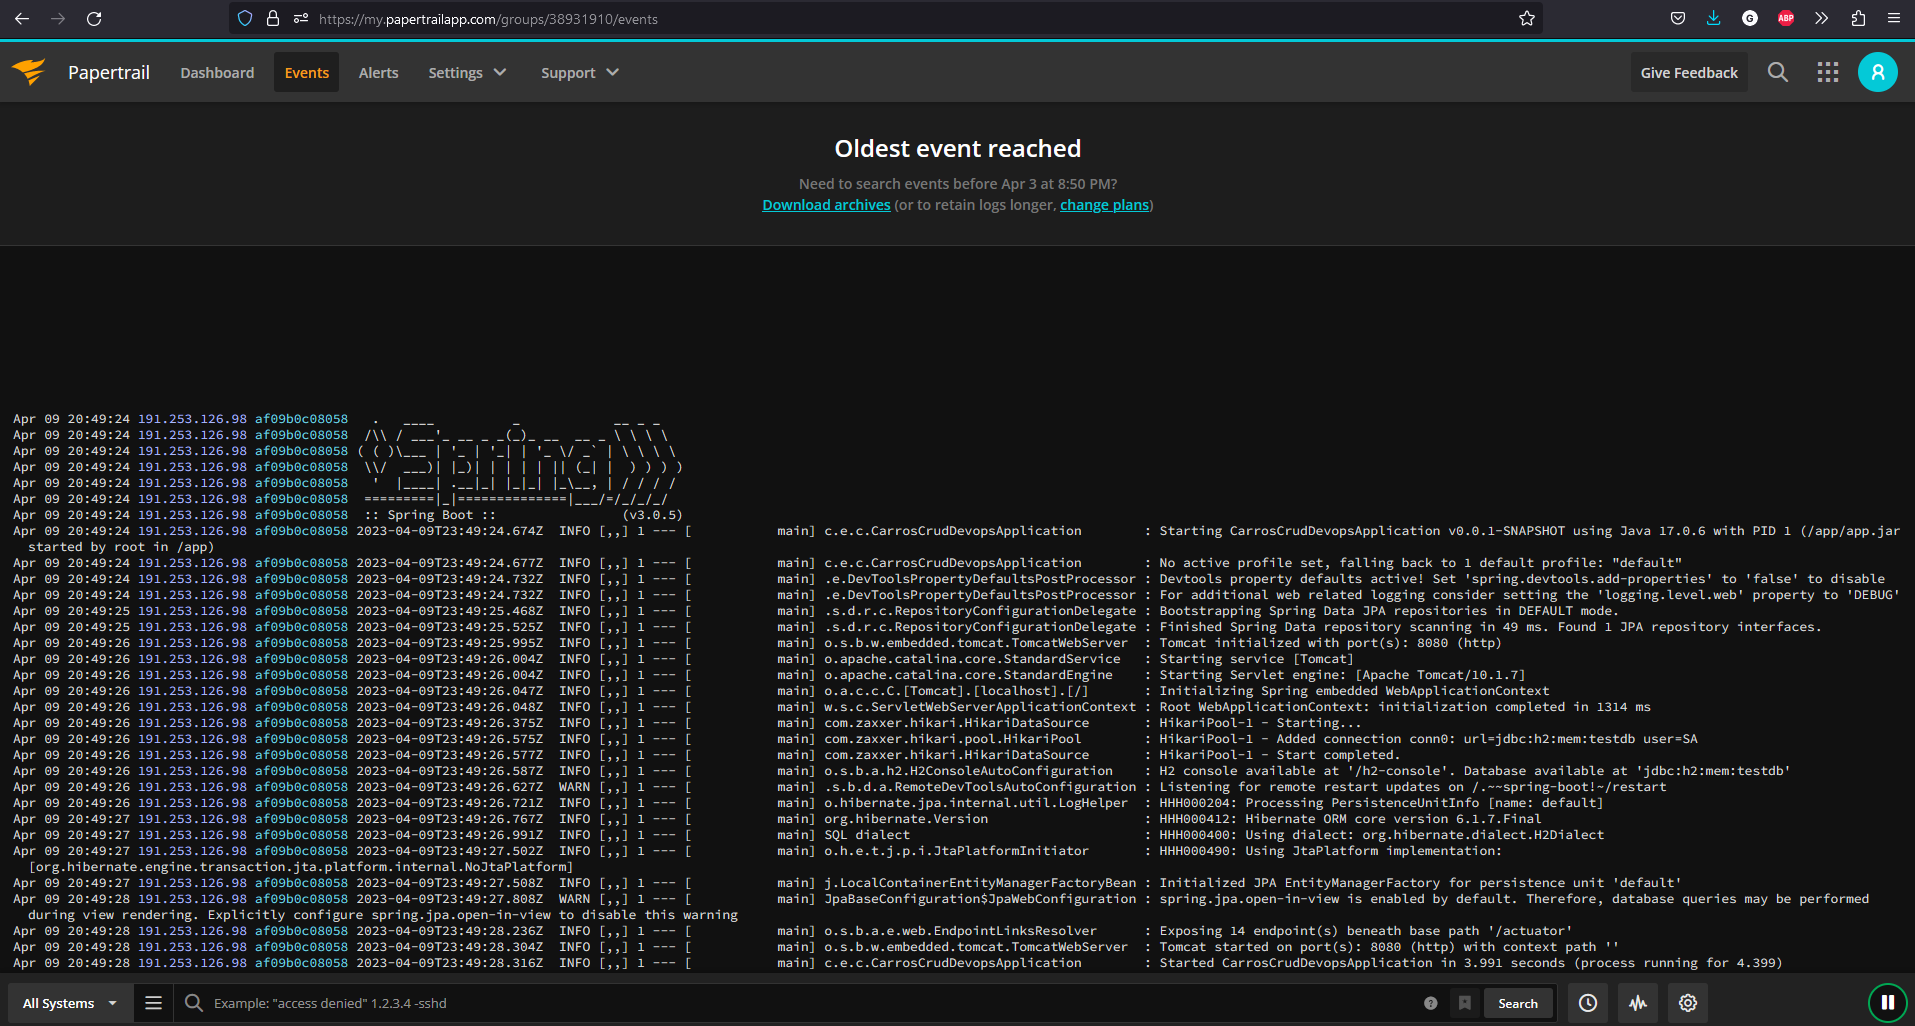 https://my.papertrailapp.com/groups/38931910/events
G
ABP
Papertrail Dashboard Events Alerts Settings Support Give Feedback
Oldest event reached
Need to search events before Apr 3 at 8:50 PM?
Download archives (or to retain logs longer, change plans)
Apr 09 20:49:24 191.253.126.98 af09b0c08058   .   ____          _            __ _ _
Apr 09 20:49:24 191.253.126.98 af09b0c08058  /\\ / ___'_ __ _ _(_)_ __  __ _ \ \ \ \
Apr 09 20:49:24 191.253.126.98 af09b0c08058 ( ( )\___ | '_ | '_| | '_ \/ _` | \ \ \ \
Apr 09 20:49:24 191.253.126.98 af09b0c08058  \\/  ___)| |_)| | | | | || (_| |  ) ) ) )
Apr 09 20:49:24 191.253.126.98 af09b0c08058   '  |____| .__|_| |_|_| |_\__, | / / / /
Apr 09 20:49:24 191.253.126.98 af09b0c08058  =========|_|==============|___/=/_/_/_/
Apr 09 20:49:24 191.253.126.98 af09b0c08058  :: Spring Boot ::                (v3.0.5)
Apr 09 20:49:24 191.253.126.98 af09b0c08058 2023-04-09T23:49:24.674Z  INFO [,,] 1 --- [           main] c.e.c.CarrosCrudDevopsApplication        : Starting CarrosCrudDevopsApplication v0.0.1-SNAPSHOT using Java 17.0.6 with PID 1 (/app/app.jar
started by root in /app)
Apr 09 20:49:24 191.253.126.98 af09b0c08058 2023-04-09T23:49:24.677Z  INFO [,,] 1 --- [           main] c.e.c.CarrosCrudDevopsApplication        : No active profile set, falling back to 1 default profile: "default"
Apr 09 20:49:24 191.253.126.98 af09b0c08058 2023-04-09T23:49:24.732Z  INFO [,,] 1 --- [           main] .e.DevToolsPropertyDefaultsPostProcessor : Devtools property defaults active! Set 'spring.devtools.add-properties' to 'false' to disable
Apr 09 20:49:24 191.253.126.98 af09b0c08058 2023-04-09T23:49:24.732Z  INFO [,,] 1 --- [           main] .e.DevToolsPropertyDefaultsPostProcessor : For additional web related logging consider setting the 'logging.level.web' property to 'DEBUG'
Apr 09 20:49:25 191.253.126.98 af09b0c08058 2023-04-09T23:49:25.468Z  INFO [,,] 1 --- [           main] .s.d.r.c.RepositoryConfigurationDelegate : Bootstrapping Spring Data JPA repositories in DEFAULT mode.
Apr 09 20:49:25 191.253.126.98 af09b0c08058 2023-04-09T23:49:25.525Z  INFO [,,] 1 --- [           main] .s.d.r.c.RepositoryConfigurationDelegate : Finished Spring Data repository scanning in 49 ms. Found 1 JPA repository interfaces.
Apr 09 20:49:26 191.253.126.98 af09b0c08058 2023-04-09T23:49:25.995Z  INFO [,,] 1 --- [           main] o.s.b.w.embedded.tomcat.TomcatWebServer  : Tomcat initialized with port(s): 8080 (http)
Apr 09 20:49:26 191.253.126.98 af09b0c08058 2023-04-09T23:49:26.004Z  INFO [,,] 1 --- [           main] o.apache.catalina.core.StandardService   : Starting service [Tomcat]
Apr 09 20:49:26 191.253.126.98 af09b0c08058 2023-04-09T23:49:26.004Z  INFO [,,] 1 --- [           main] o.apache.catalina.core.StandardEngine    : Starting Servlet engine: [Apache Tomcat/10.1.7]
Apr 09 20:49:26 191.253.126.98 af09b0c08058 2023-04-09T23:49:26.047Z  INFO [,,] 1 --- [           main] o.a.c.c.C.[Tomcat].[localhost].[/]       : Initializing Spring embedded WebApplicationContext
Apr 09 20:49:26 191.253.126.98 af09b0c08058 2023-04-09T23:49:26.048Z  INFO [,,] 1 --- [           main] w.s.c.ServletWebServerApplicationContext : Root WebApplicationContext: initialization completed in 1314 ms
Apr 09 20:49:26 191.253.126.98 af09b0c08058 2023-04-09T23:49:26.375Z  INFO [,,] 1 --- [           main] com.zaxxer.hikari.HikariDataSource       : HikariPool-1 - Starting...
Apr 09 20:49:26 191.253.126.98 af09b0c08058 2023-04-09T23:49:26.575Z  INFO [,,] 1 --- [           main] com.zaxxer.hikari.pool.HikariPool        : HikariPool-1 - Added connection conn0: url=jdbc:h2:mem:testdb user=SA
Apr 09 20:49:26 191.253.126.98 af09b0c08058 2023-04-09T23:49:26.577Z  INFO [,,] 1 --- [           main] com.zaxxer.hikari.HikariDataSource       : HikariPool-1 - Start completed.
Apr 09 20:49:26 191.253.126.98 af09b0c08058 2023-04-09T23:49:26.587Z  INFO [,,] 1 --- [           main] o.s.b.a.h2.H2ConsoleAutoConfiguration    : H2 console available at '/h2-console'. Database available at 'jdbc:h2:mem:testdb'
Apr 09 20:49:26 191.253.126.98 af09b0c08058 2023-04-09T23:49:26.627Z  WARN [,,] 1 --- [           main] .s.b.d.a.RemoteDevToolsAutoConfiguration : Listening for remote restart updates on /.~~spring-boot!~/restart
Apr 09 20:49:26 191.253.126.98 af09b0c08058 2023-04-09T23:49:26.721Z  INFO [,,] 1 --- [           main] o.hibernate.jpa.internal.util.LogHelper  : HHH000204: Processing PersistenceUnitInfo [name: default]
Apr 09 20:49:27 191.253.126.98 af09b0c08058 2023-04-09T23:49:26.767Z  INFO [,,] 1 --- [           main] org.hibernate.Version                    : HHH000412: Hibernate ORM core version 6.1.7.Final
Apr 09 20:49:27 191.253.126.98 af09b0c08058 2023-04-09T23:49:26.991Z  INFO [,,] 1 --- [           main] SQL dialect                              : HHH000400: Using dialect: org.hibernate.dialect.H2Dialect
Apr 09 20:49:27 191.253.126.98 af09b0c08058 2023-04-09T23:49:27.502Z  INFO [,,] 1 --- [           main] o.h.e.t.j.p.i.JtaPlatformInitiator       : HHH000490: Using JtaPlatform implementation:
[org.hibernate.engine.transaction.jta.platform.internal.NoJtaPlatform]
Apr 09 20:49:27 191.253.126.98 af09b0c08058 2023-04-09T23:49:27.508Z  INFO [,,] 1 --- [           main] j.LocalContainerEntityManagerFactoryBean : Initialized JPA EntityManagerFactory for persistence unit 'default'
Apr 09 20:49:28 191.253.126.98 af09b0c08058 2023-04-09T23:49:27.808Z  WARN [,,] 1 --- [           main] JpaBaseConfiguration$JpaWebConfiguration : spring.jpa.open-in-view is enabled by default. Therefore, database queries may be performed
during view rendering. Explicitly configure spring.jpa.open-in-view to disable this warning
Apr 09 20:49:28 191.253.126.98 af09b0c08058 2023-04-09T23:49:28.236Z  INFO [,,] 1 --- [           main] o.s.b.a.e.web.EndpointLinksResolver      : Exposing 14 endpoint(s) beneath base path '/actuator'
Apr 09 20:49:28 191.253.126.98 af09b0c08058 2023-04-09T23:49:28.304Z  INFO [,,] 1 --- [           main] o.s.b.w.embedded.tomcat.TomcatWebServer  : Tomcat started on port(s): 8080 (http) with context path ''
Apr 09 20:49:28 191.253.126.98 af09b0c08058 2023-04-09T23:49:28.316Z  INFO [,,] 1 --- [           main] c.e.c.CarrosCrudDevopsApplication        : Started CarrosCrudDevopsApplication in 3.991 seconds (process running for 4.399)
All Systems Example: "access denied" 1.2.3.4 -sshd Search